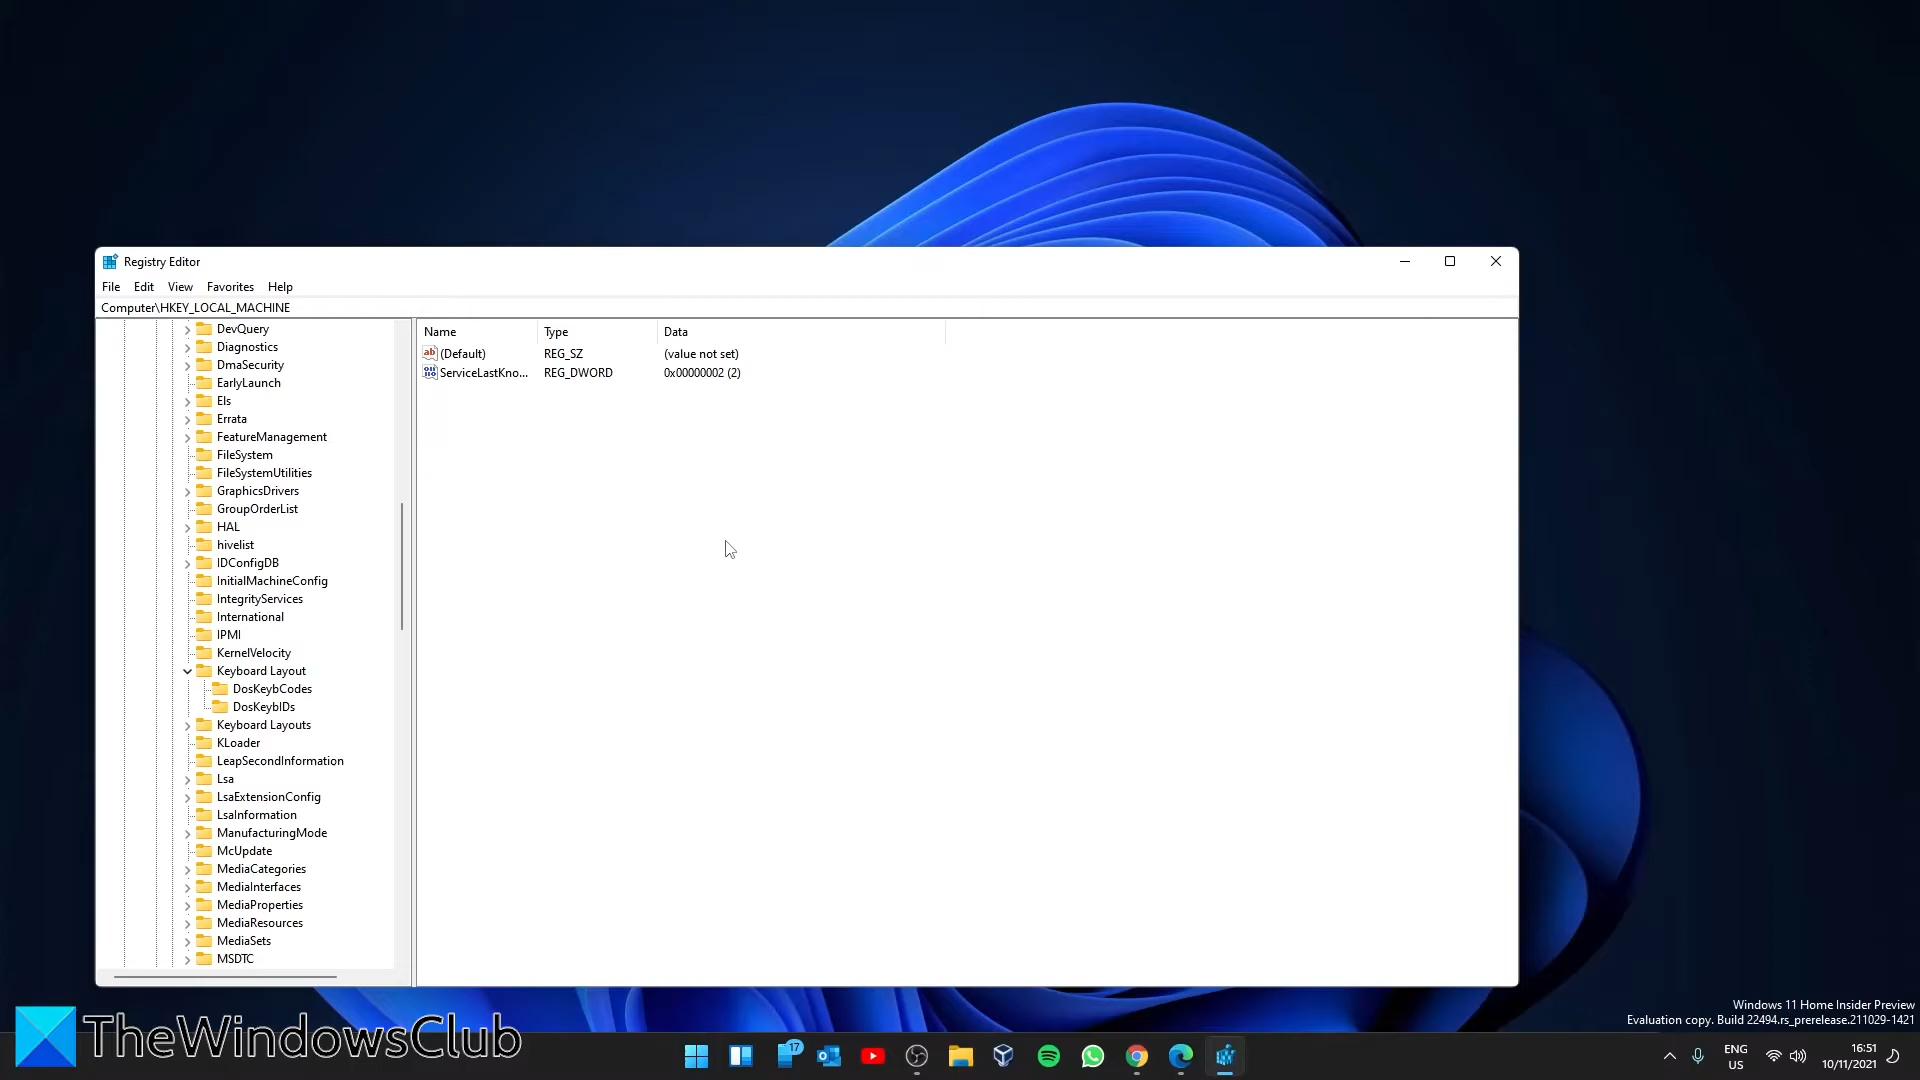 Registry Editor
File Edit View Favorites Help
Computer\HKEY_LOCAL_MACHINE
Name Type Data
(Default) REG_SZ (value not set)
ServiceLastKno... REG_DWORD 0x00000002 (2)
DevQuery
Diagnostics
DmaSecurity
EarlyLaunch
Els
Errata
FeatureManagement
FileSystem
FileSystemUtilities
GraphicsDrivers
GroupOrderList
HAL
hivelist
IDConfigDB
InitialMachineConfig
IntegrityServices
International
IPMI
KernelVelocity
Keyboard Layout
DosKeybCodes
DosKeybIDs
Keyboard Layouts
KLoader
LeapSecondInformation
Lsa
LsaExtensionConfig
LsaInformation
ManufacturingMode
McUpdate
MediaCategories
MediaInterfaces
MediaProperties
MediaResources
MediaSets
MSDTC
Windows 11 Home Insider Preview
Evaluation copy. Build 22494.rs_prerelease.211029-1421
TheWindowsClub
17
ENG
US
16:51
10/11/2021